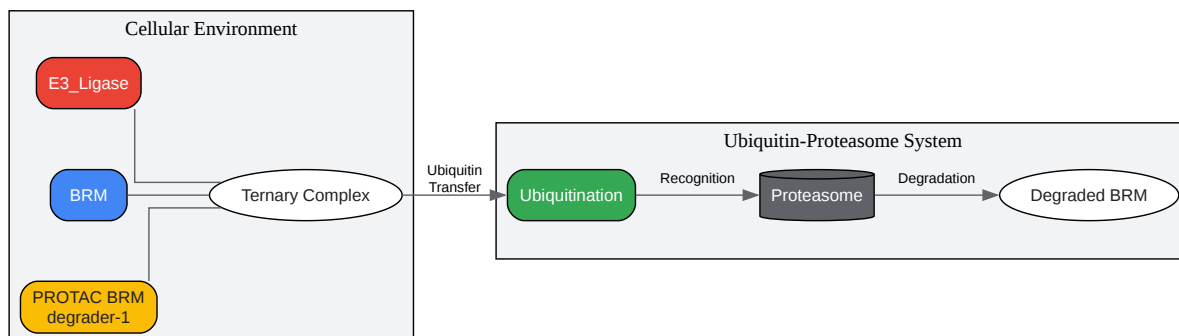 Cellular Environment
E3_Ligase
BRM
PROTAC BRM
degrader-1
Ternary Complex
Ubiquitin
Transfer
Ubiquitin-Proteasome System
Ubiquitination
Recognition
Proteasome
Degradation
Degraded BRM